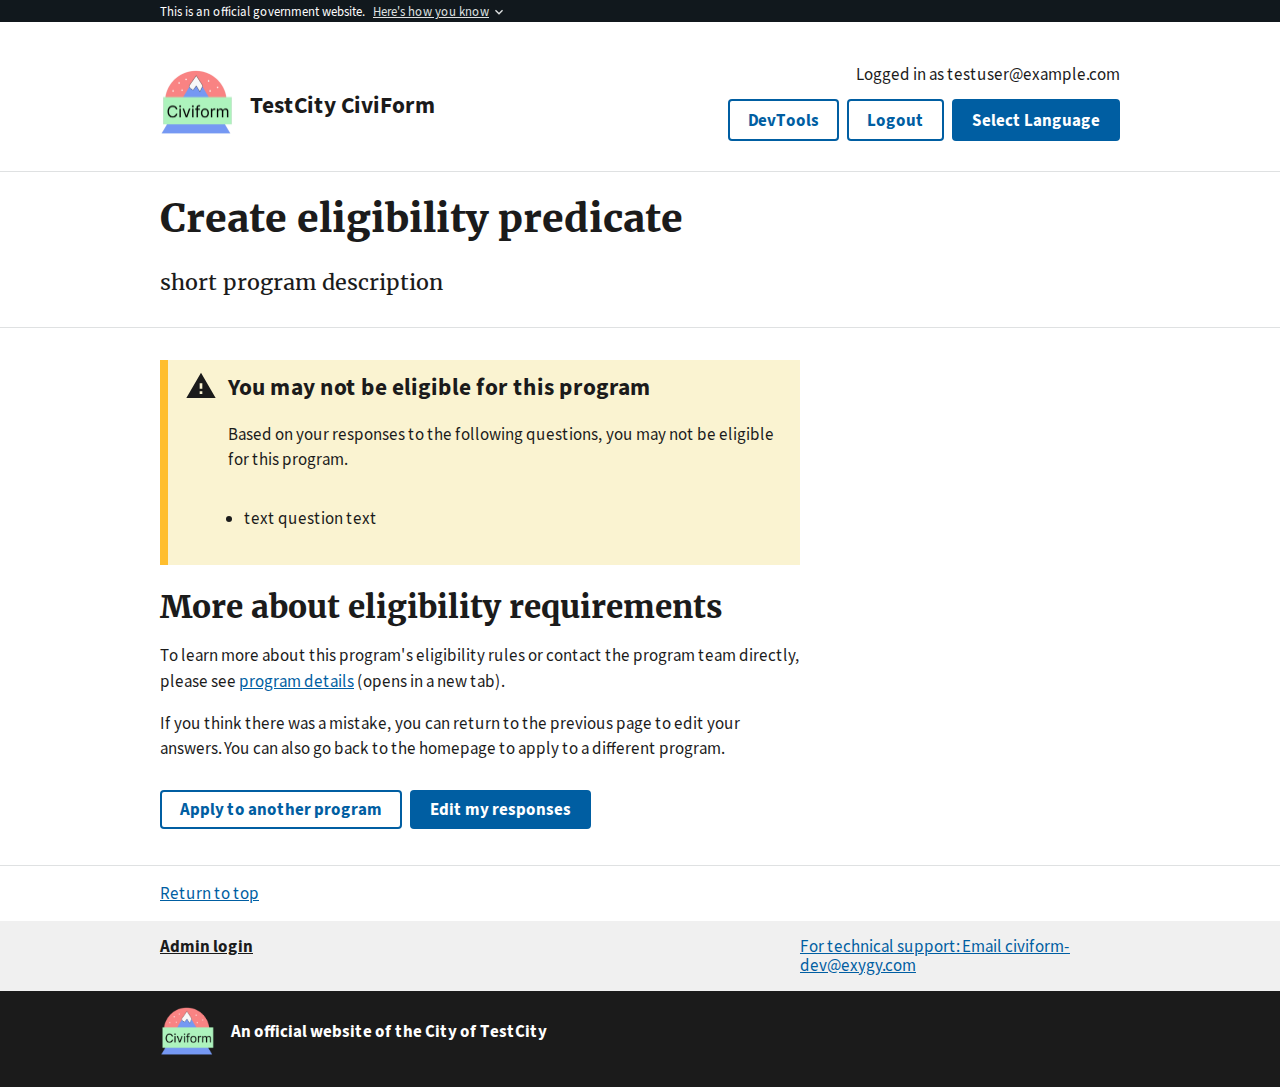 This is an official government website. Here's how you know
Logged in as testuser@example.com
Civiform
TestCity CiviForm
DevTools
Logout
Select Language
Create eligibility predicate
short program description
You may not be eligible for this program
Based on your responses to the following questions, you may not be eligible
for this program.
text question text
More about eligibility requirements
To learn more about this program's eligibility rules or contact the program team directly,
please see program details (opens in a new tab).
If you think there was a mistake, you can return to the previous page to edit your
answers. You can also go back to the homepage to apply to a different program.
Apply to another program
Edit my responses
Return to top
Admin login
For technical support: Email civiform-
dev@exygy.com
Civiform
An official website of the City of TestCity